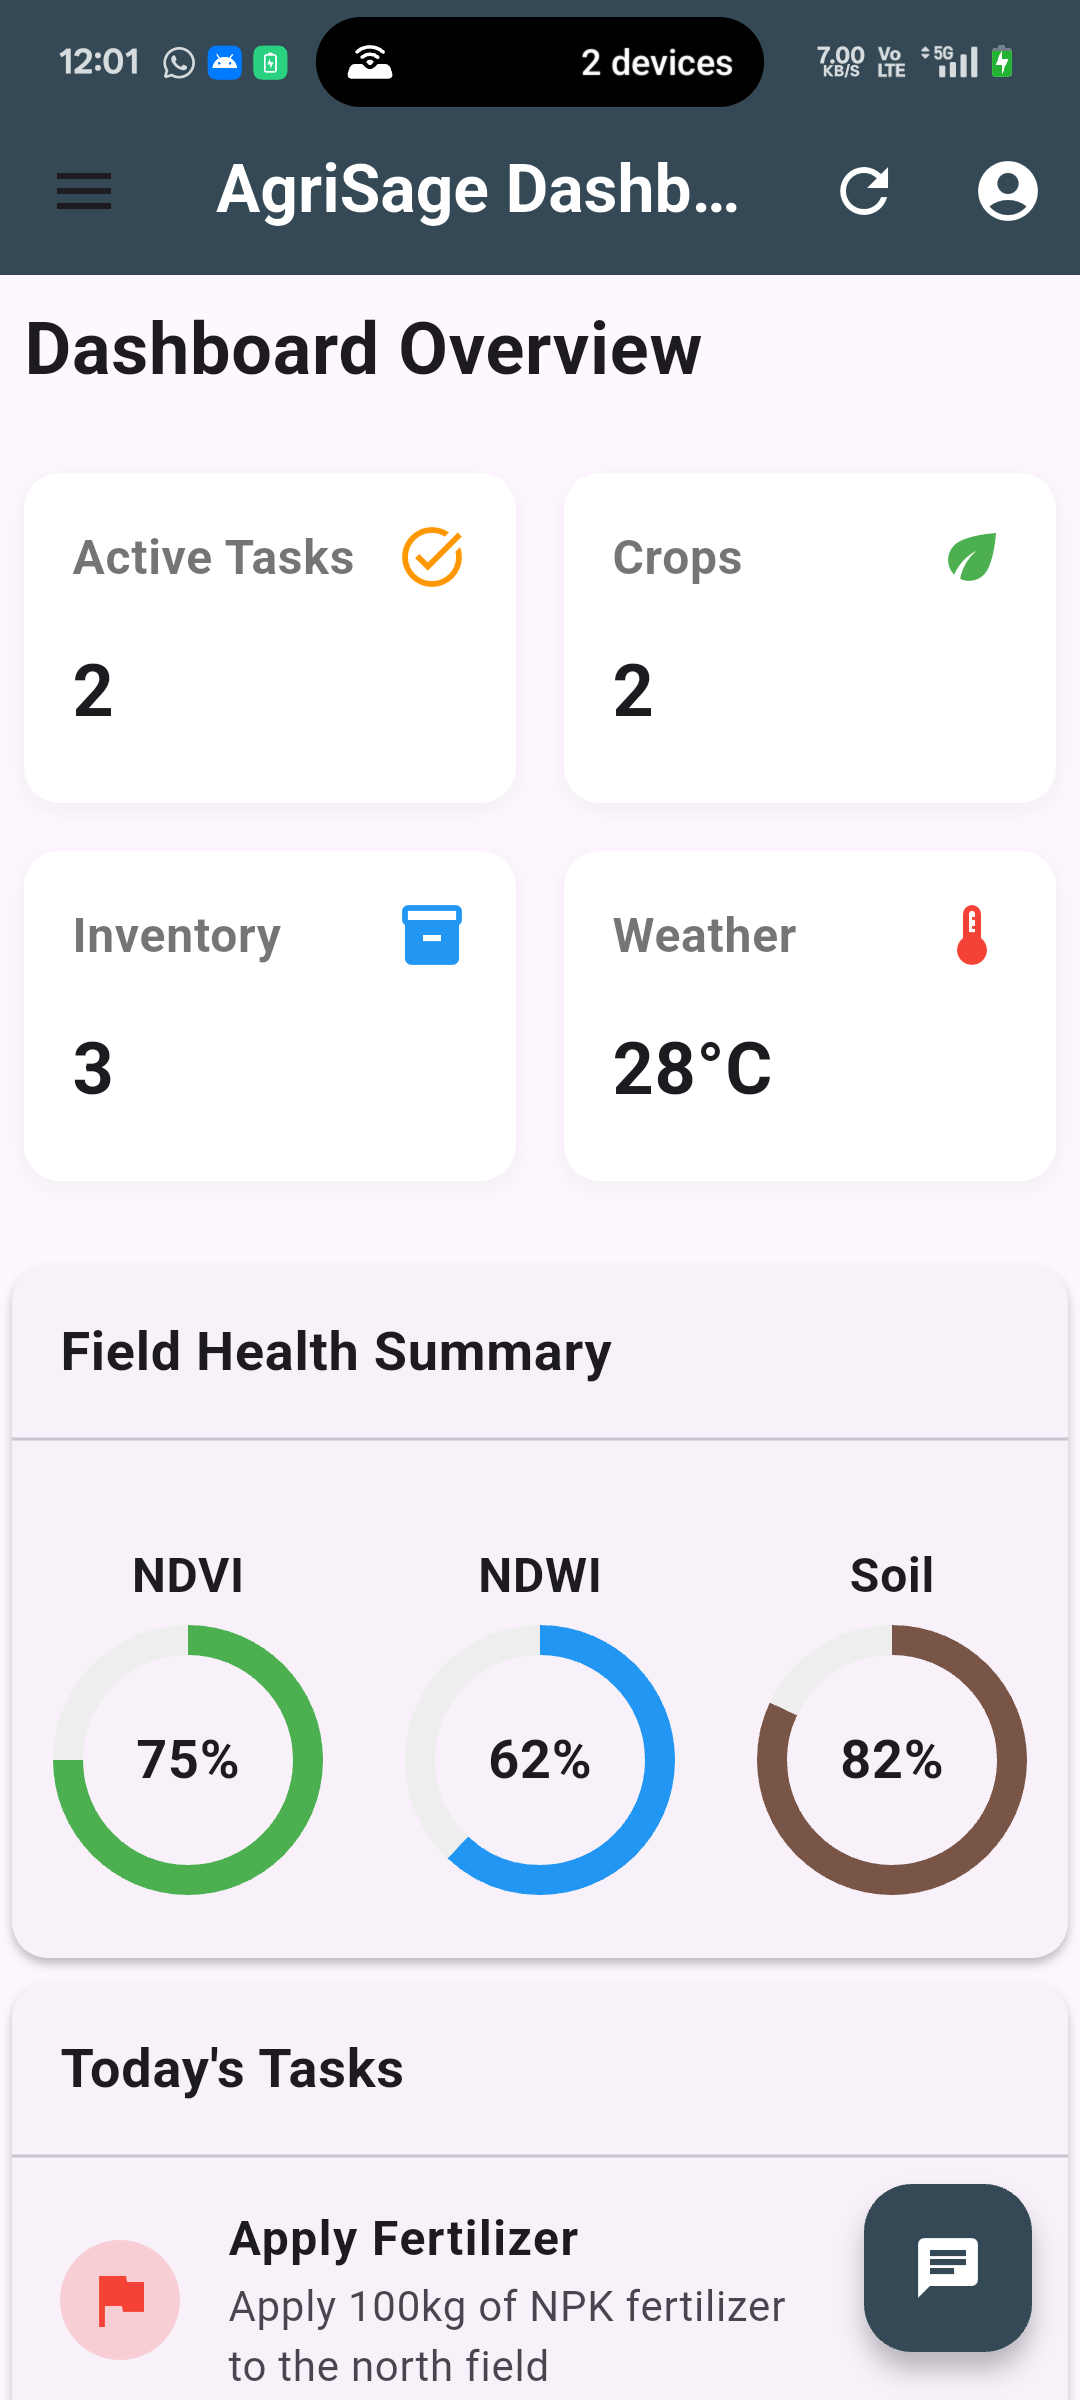 12:01
2 devices
7.00
KB/S
Vo
LTE
5G
AgriSage Dashb...
Dashboard Overview
Active Tasks
Crops
2
2
Inventory
Weather
3
28°C
Field Health Summary
NDVI
NDWI
Soil
75%
62%
82%
Today's Tasks
Apply Fertilizer
Apply 100kg of NPK fertilizer
to the north field